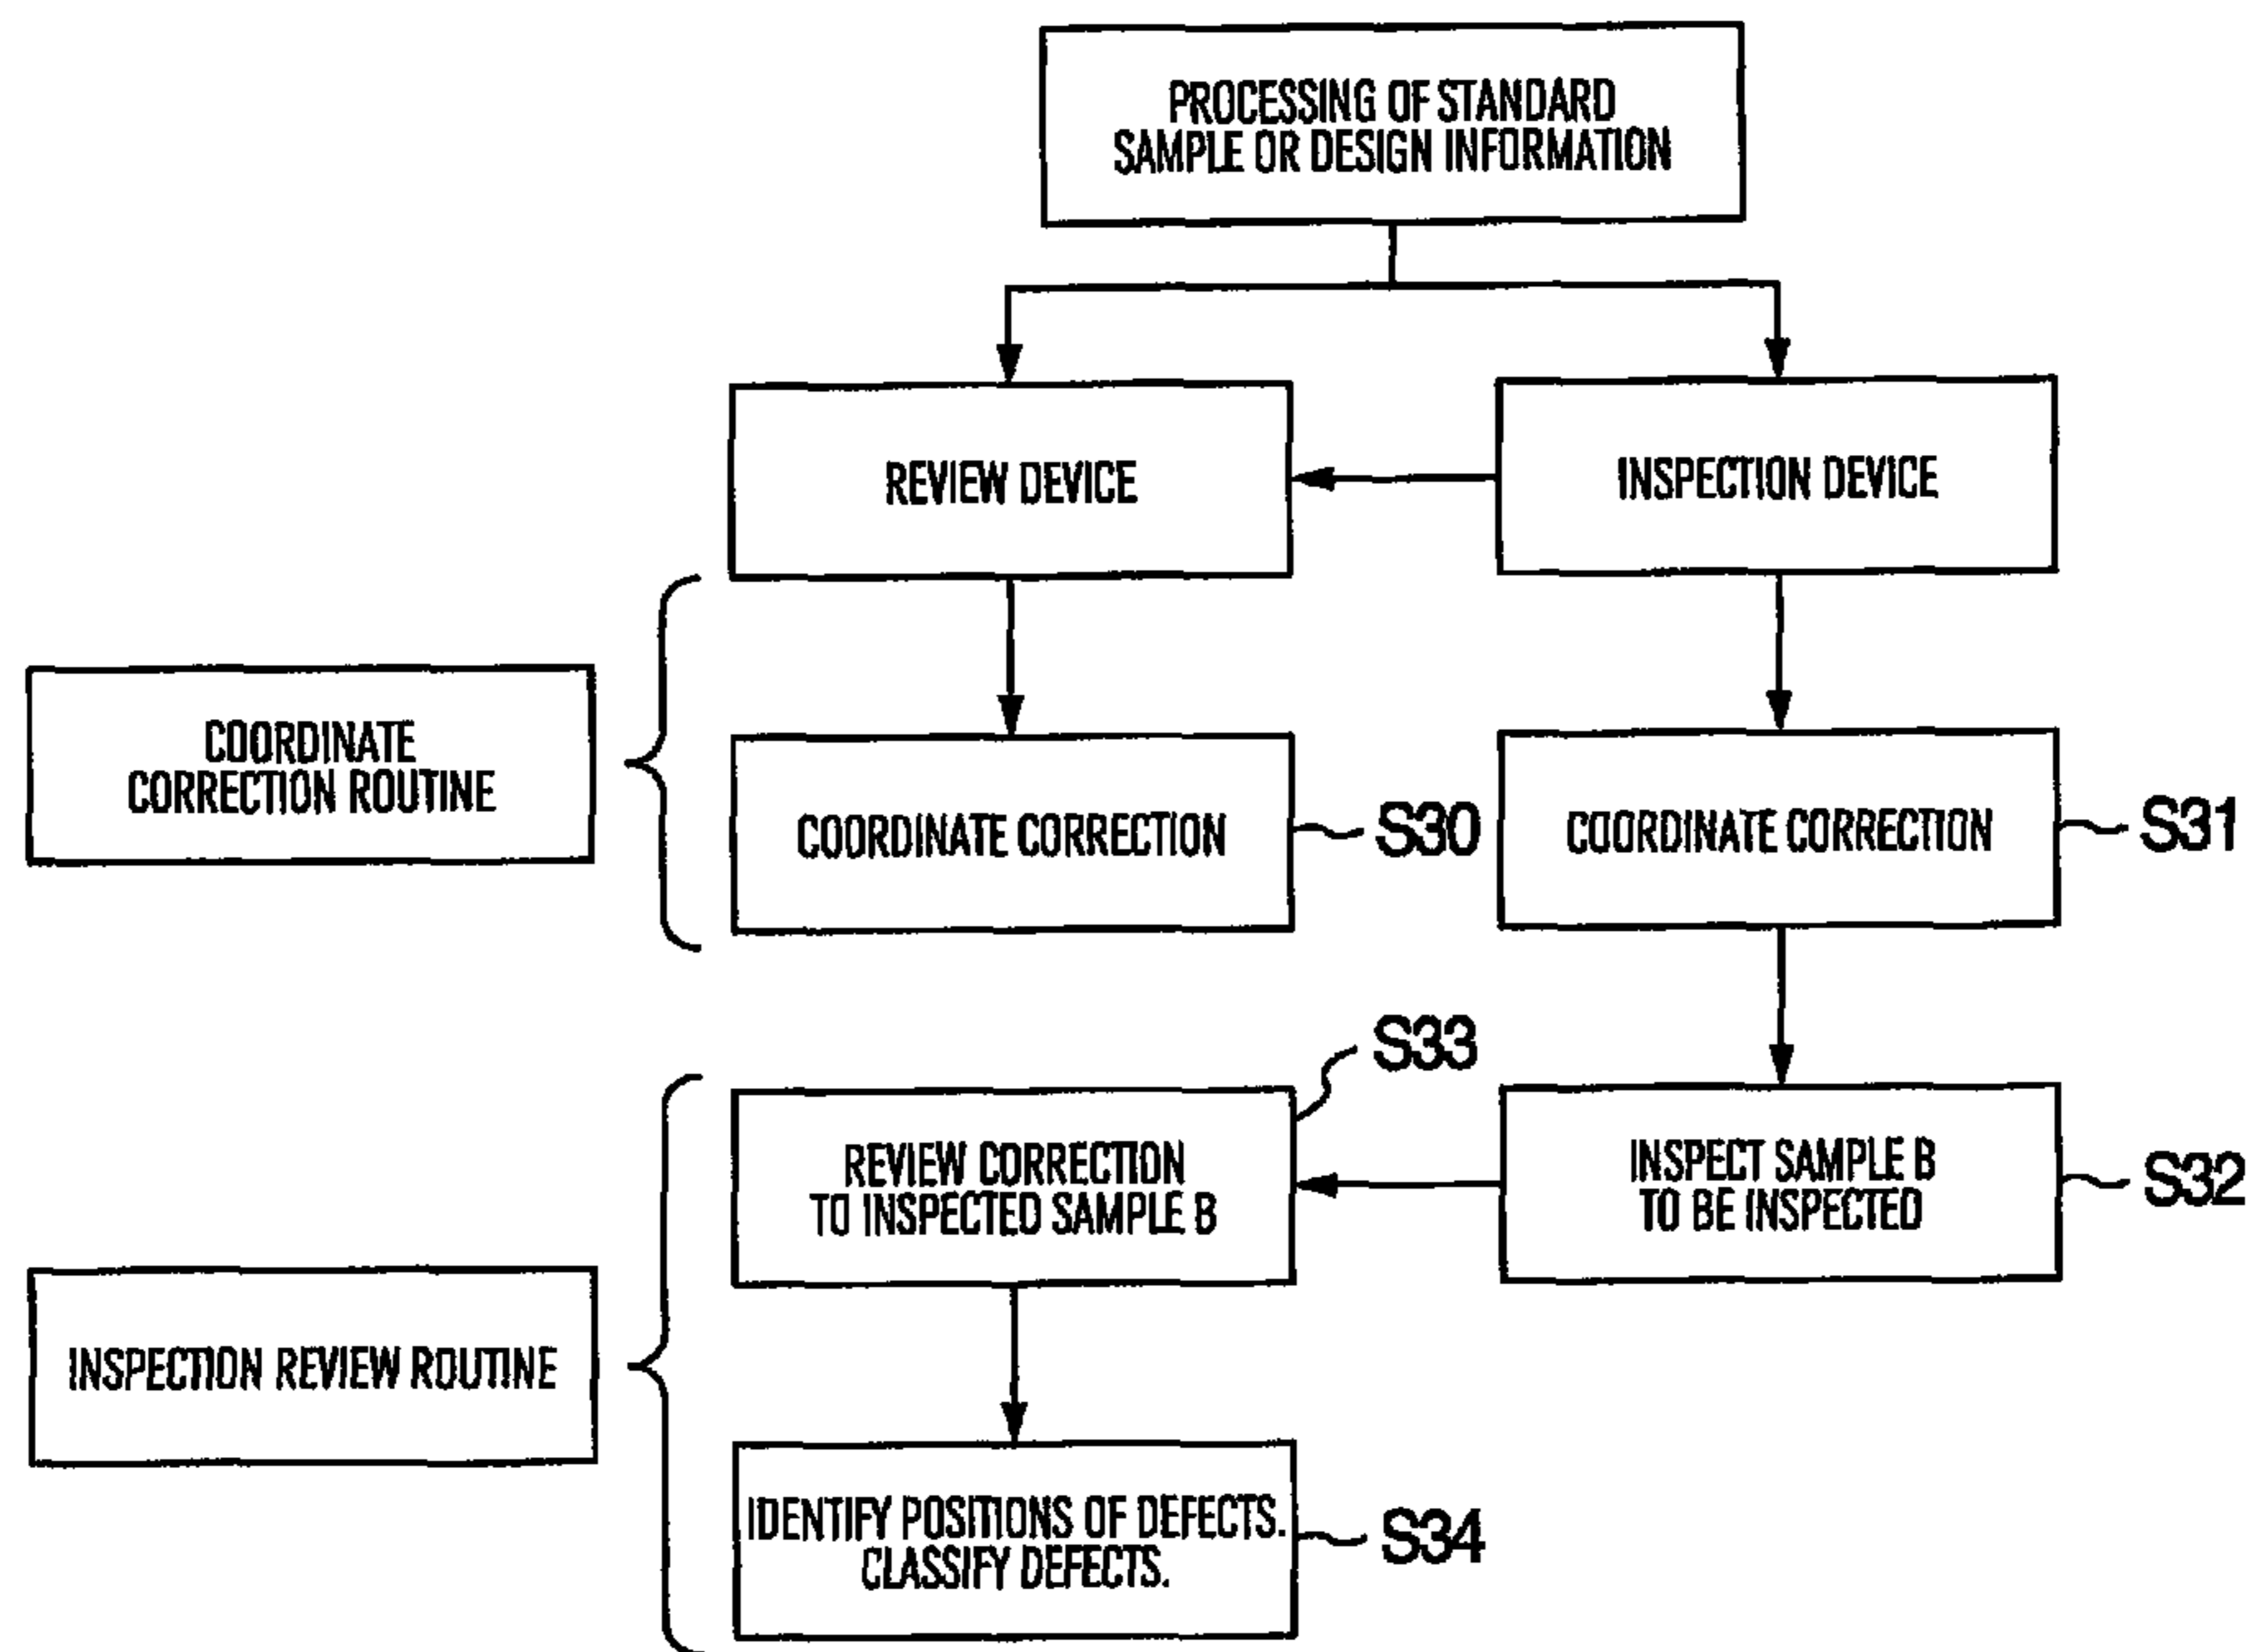 PROCESSING OF STANDARD
SAMPLE OR DESIGN INFORMATION
REVIEW DEVICE
INSPECTION DEVICE
COORDINATE
CORRECTION ROUTINE
COORDINATE CORRECTION
S30
COORDINATE CORRECTION
S31
S33
REVIEW CORRECTION
TO INSPECTED SAMPLE B
INSPECT SAMPLE B
TO BE INSPECTED
S32
INSPECTION REVIEW ROUTINE
IDENTIFY POSITIONS OF DEFECTS.
CLASSIFY DEFECTS.
S34